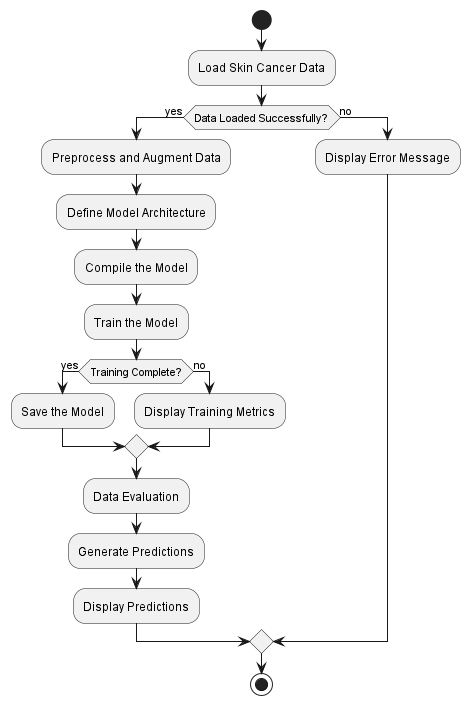 Load Skin Cancer Data
yes
Data Loaded Successfully?
no
Preprocess and Augment Data
Display Error Message
Define Model Architecture
Compile the Model
Train the Model
yes
Training Complete?
no
Save the Model
Display Training Metrics
Data Evaluation
Generate Predictions
Display Predictions